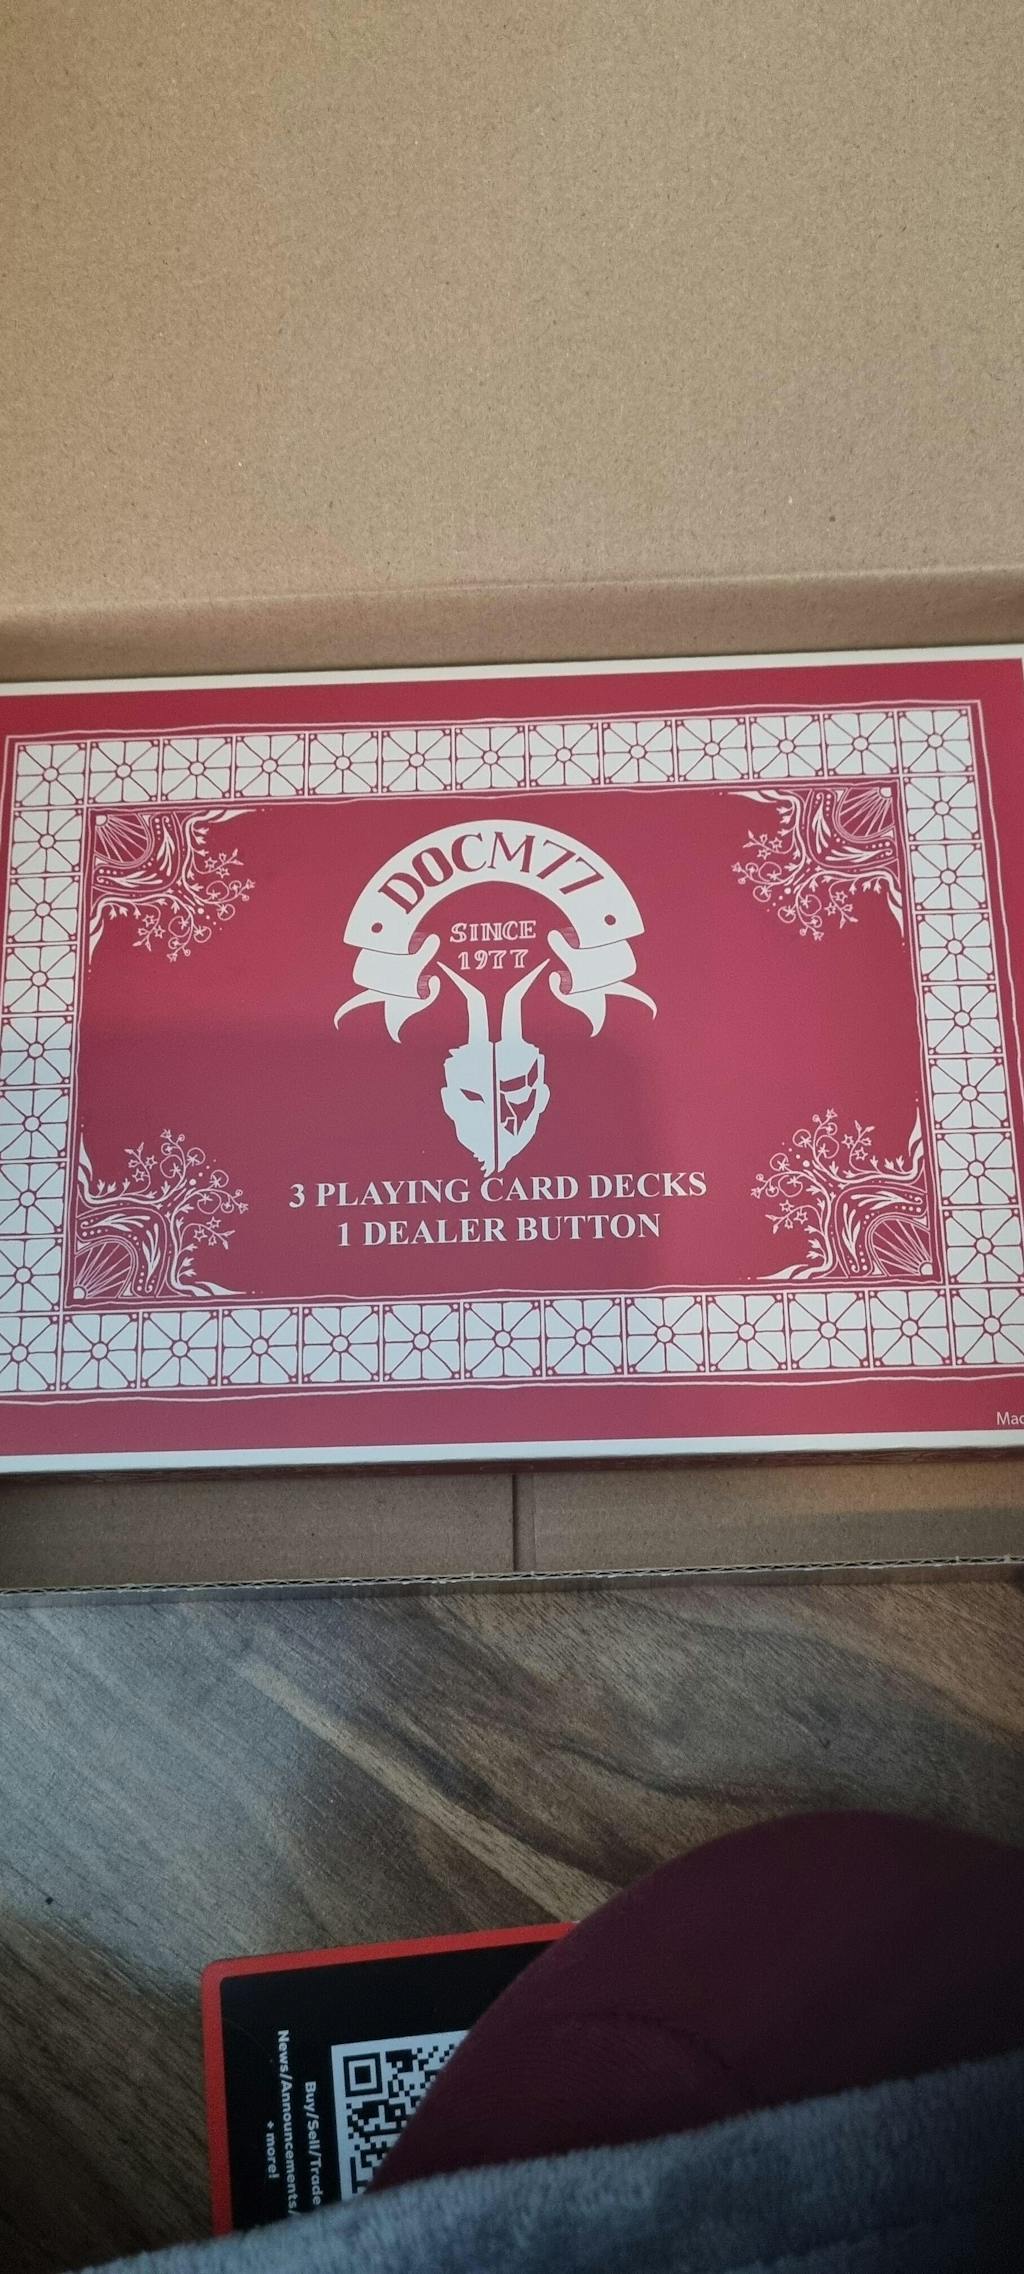 DOCM77
SINCE
1977
3 PLAYING CARD DECKS
1 DEALER BUTTON
Buy/Sell/Trade
News/Announcements/
+ more!